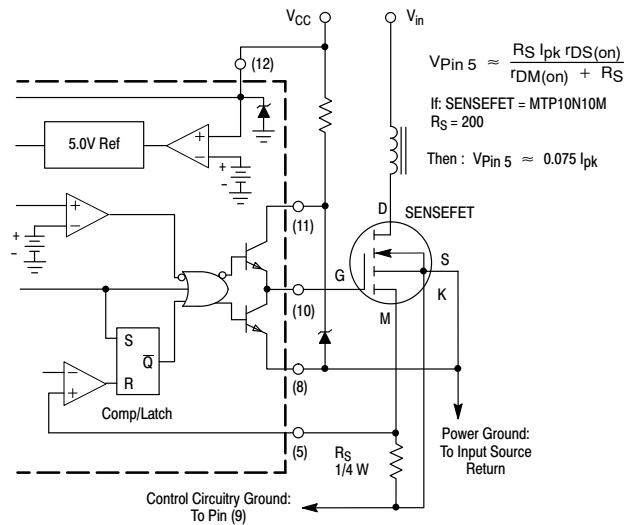 VCC
Vin
(12)
VPin 5 ≈ RS Ipk rDS(on)
rDM(on) + RS
If: SENSEFET = MTP10N10M
RS = 200
Then : VPin 5 ≈ 0.075 Ipk
5.0V Ref
+
−
+
−
+
−
+
−
(11)
D
SENSEFET
S
G
K
(10)
M
S
Q
R
−
+
(8)
Comp/Latch
(5)
RS
1/4 W
Power Ground:
To Input Source
Return
Control Circuitry Ground:
To Pin (9)